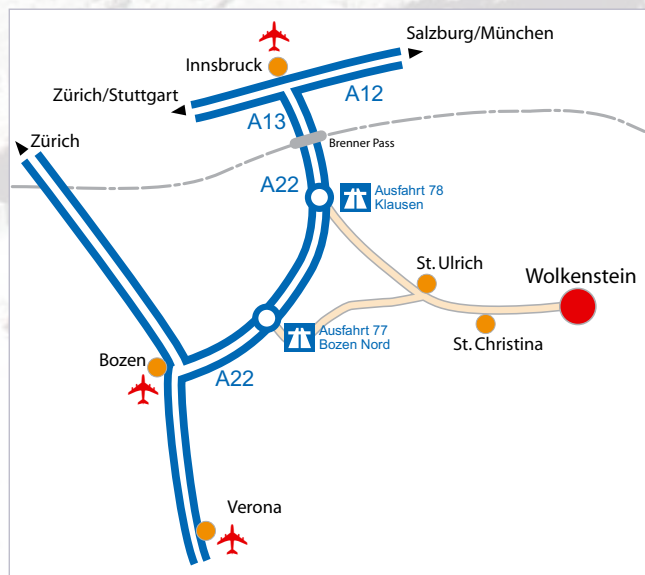 Salzburg/München
Innsbruck
Zürich/Stuttgart
A12
A13
Zürich
Brenner Pass
A22
Ausfahrt 78
Klausen
St. Ulrich
Wolkenstein
Ausfahrt 77
Bozen Nord
St. Christina
Bozen
A22
Verona